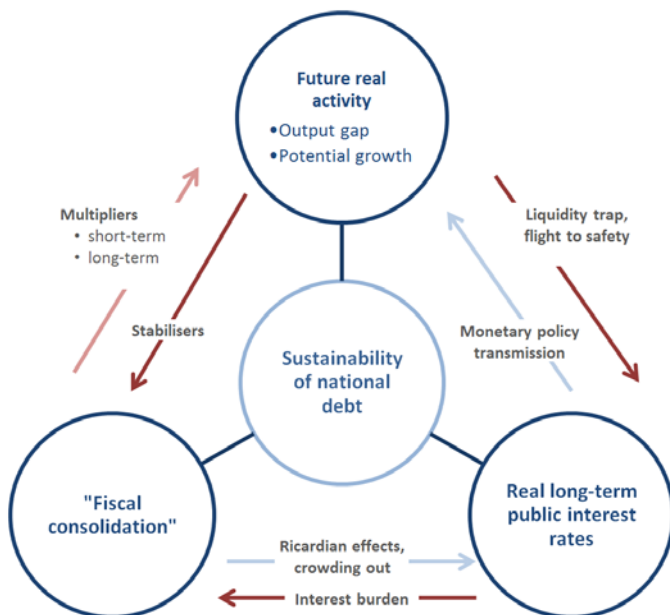 Future real
activity
•Output gap
•Potential growth
Multipliers
• short-term
• long-term
Liquidity trap,
flight to safety
Stabilisers
Monetary policy
transmission
Sustainability
of national
debt
"Fiscal
consolidation"
Real long-term
public interest
rates
Ricardian effects,
crowding out
Interest burden